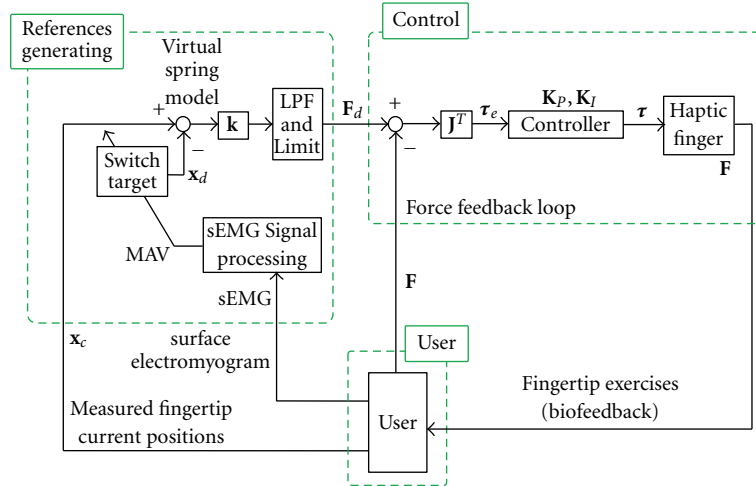 References
generating
Control
Virtual
spring
model
+
−
k
LPF
and
Limit
F_d
+
−
J^T
τ_e
K_P, K_I
Controller
τ
Haptic
finger
F
Switch
target
x_d
Force feedback loop
MAV
sEMG Signal
processing
sEMG
F
x_c
surface
electromyogram
User
Fingertip exercises
(biofeedback)
Measured fingertip
current positions
User